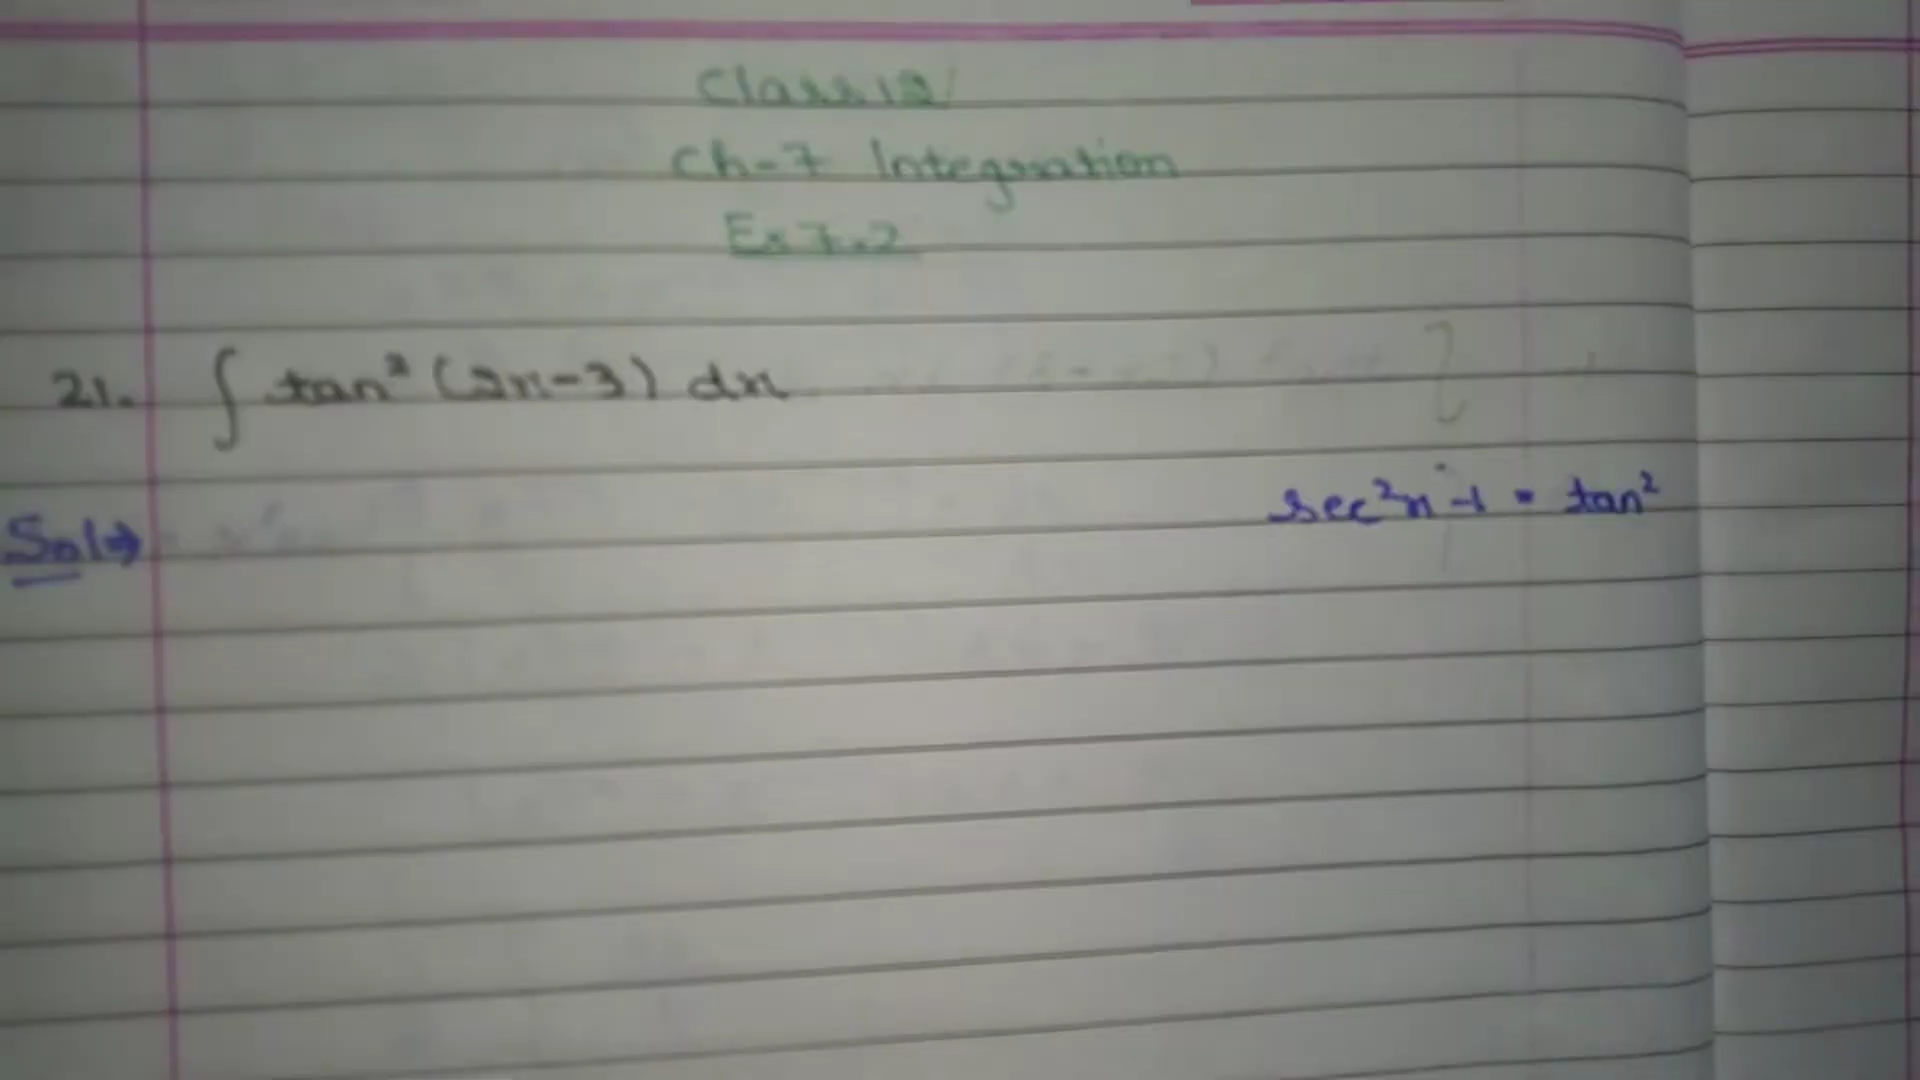 Class 12
Ch-7 Integration
Ex 7.2
21. ∫ tan² (2x-3) dx
sec²x -1 = tan²
Sol⇒